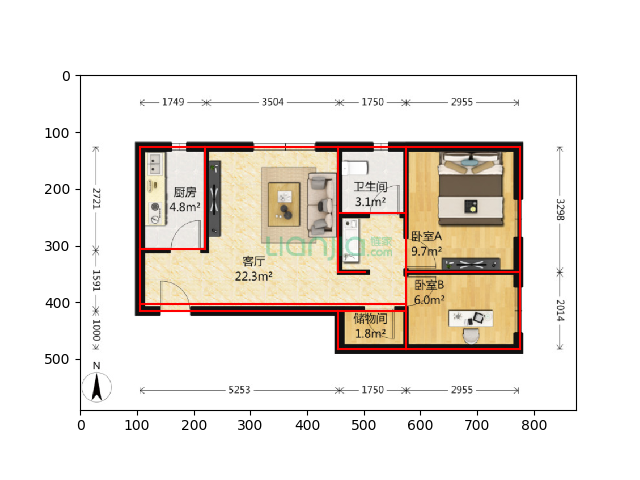 0
1749 3504 1750 2955
100
卫生间
3.1m²
厨房
4.8m²
200
2721
3298
300
Lianjia 链家
.com
卧室A
9.7m²
客厅
22.3m²
1591
卧室B
6.0m²
400
储物间
1.8m²
1000
2014
500
N
5253 1750 2955
0 100 200 300 400 500 600 700 800